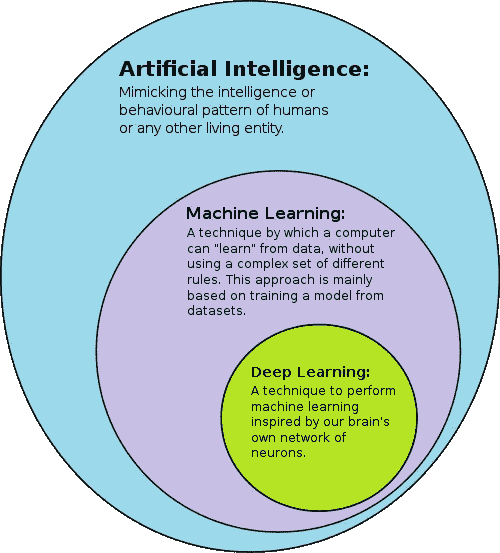 Artificial Intelligence:
Mimicking the intelligence or
behavioural pattern of humans
or any other living entity.
Machine Learning:
A technique by which a computer
can "learn" from data, without
using a complex set of different
rules. This approach is mainly
based on training a model from
datasets.
Deep Learning:
A technique to perform
machine learning
inspired by our brain's
own network of
neurons.